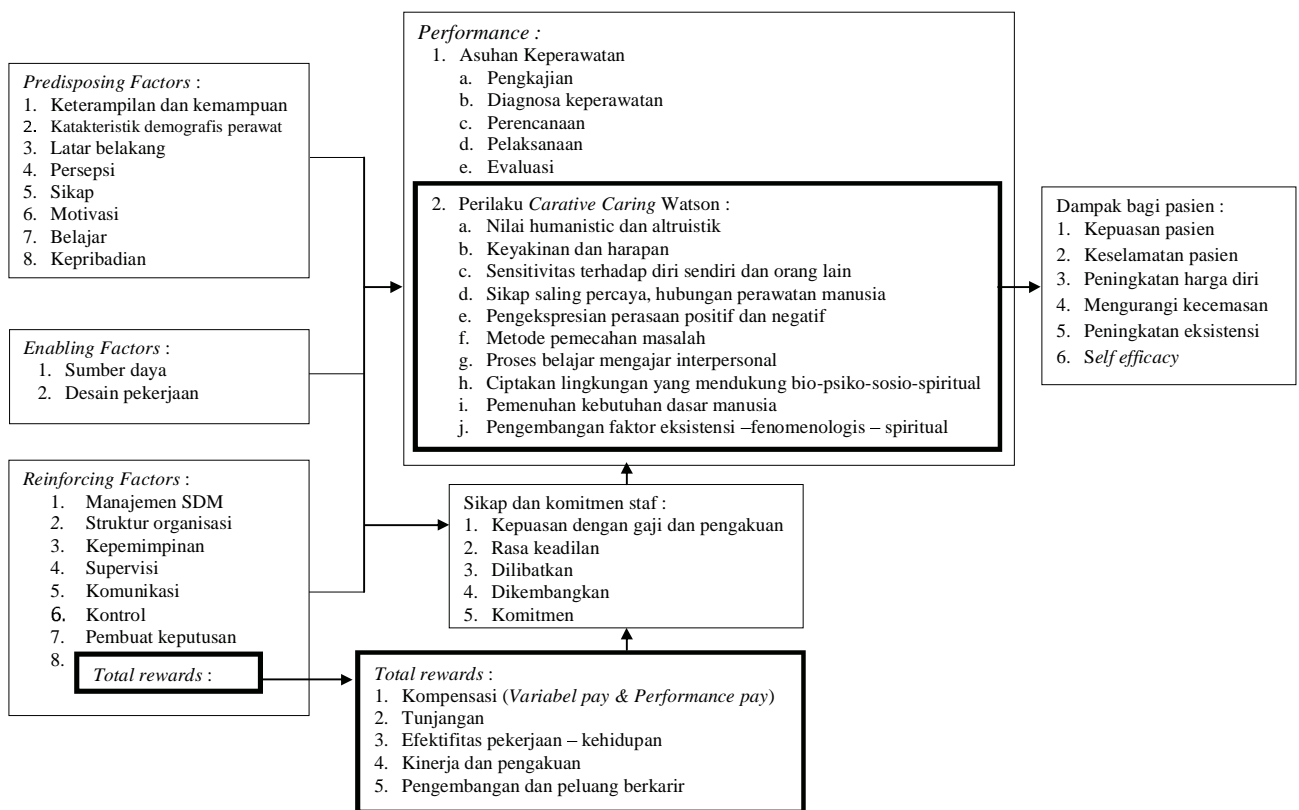 Predisposing Factors :
1. Keterampilan dan kemampuan
2. Katakteristik demografis perawat
3. Latar belakang
4. Persepsi
5. Sikap
6. Motivasi
7. Belajar
8. Kepribadian
Enabling Factors :
1. Sumber daya
2. Desain pekerjaan
Reinforcing Factors :
1. Manajemen SDM
2. Struktur organisasi
3. Kepemimpinan
4. Supervisi
5. Komunikasi
6. Kontrol
7. Pembuat keputusan
8. Total rewards :
Performance :
1. Asuhan Keperawatan
a. Pengkajian
b. Diagnosa keperawatan
c. Perencanaan
d. Pelaksanaan
e. Evaluasi
2. Perilaku Carative Caring Watson :
a. Nilai humanistic dan altruistik
b. Keyakinan dan harapan
c. Sensitivitas terhadap diri sendiri dan orang lain
d. Sikap saling percaya, hubungan perawatan manusia
e. Pengekspresian perasaan positif dan negatif
f. Metode pemecahan masalah
g. Proses belajar mengajar interpersonal
h. Ciptakan lingkungan yang mendukung bio-psiko-sosio-spiritual
i. Pemenuhan kebutuhan dasar manusia
j. Pengembangan faktor eksistensi –fenomenologis – spiritual
Sikap dan komitmen staf :
1. Kepuasan dengan gaji dan pengakuan
2. Rasa keadilan
3. Dilibatkan
4. Dikembangkan
5. Komitmen
Total rewards :
1. Kompensasi (Variabel pay & Performance pay)
2. Tunjangan
3. Efektifitas pekerjaan – kehidupan
4. Kinerja dan pengakuan
5. Pengembangan dan peluang berkarir
Dampak bagi pasien :
1. Kepuasan pasien
2. Keselamatan pasien
3. Peningkatan harga diri
4. Mengurangi kecemasan
5. Peningkatan eksistensi
6. Self efficacy